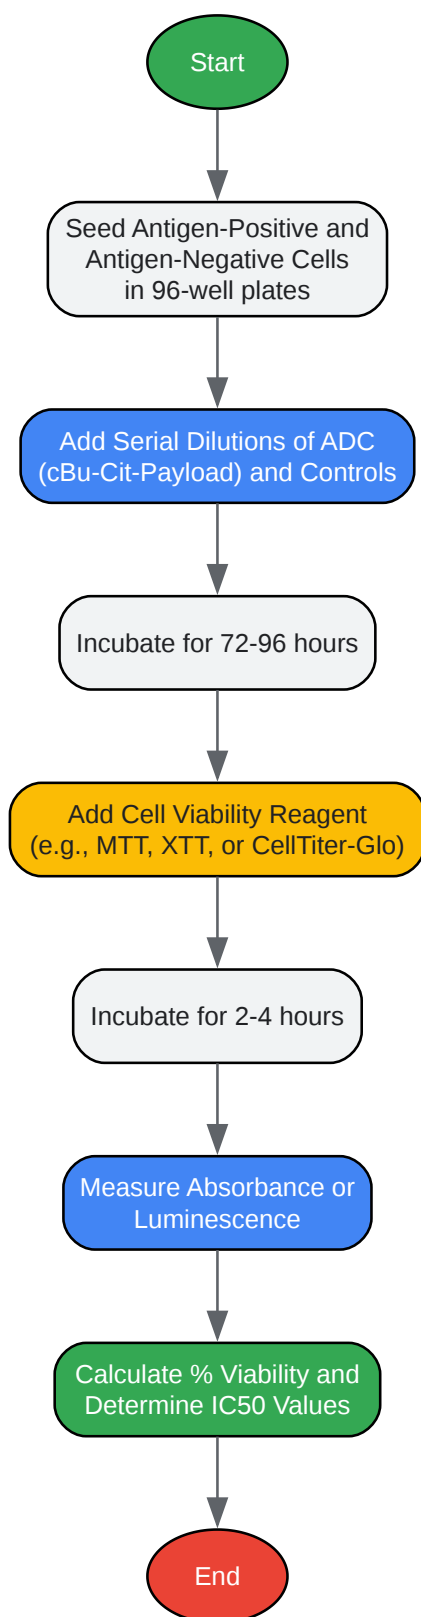 Start
Seed Antigen-Positive and
Antigen-Negative Cells
in 96-well plates
Add Serial Dilutions of ADC
(cBu-Cit-Payload) and Controls
Incubate for 72-96 hours
Add Cell Viability Reagent
(e.g., MTT, XTT, or CellTiter-Glo)
Incubate for 2-4 hours
Measure Absorbance or
Luminescence
Calculate % Viability and
Determine IC50 Values
End